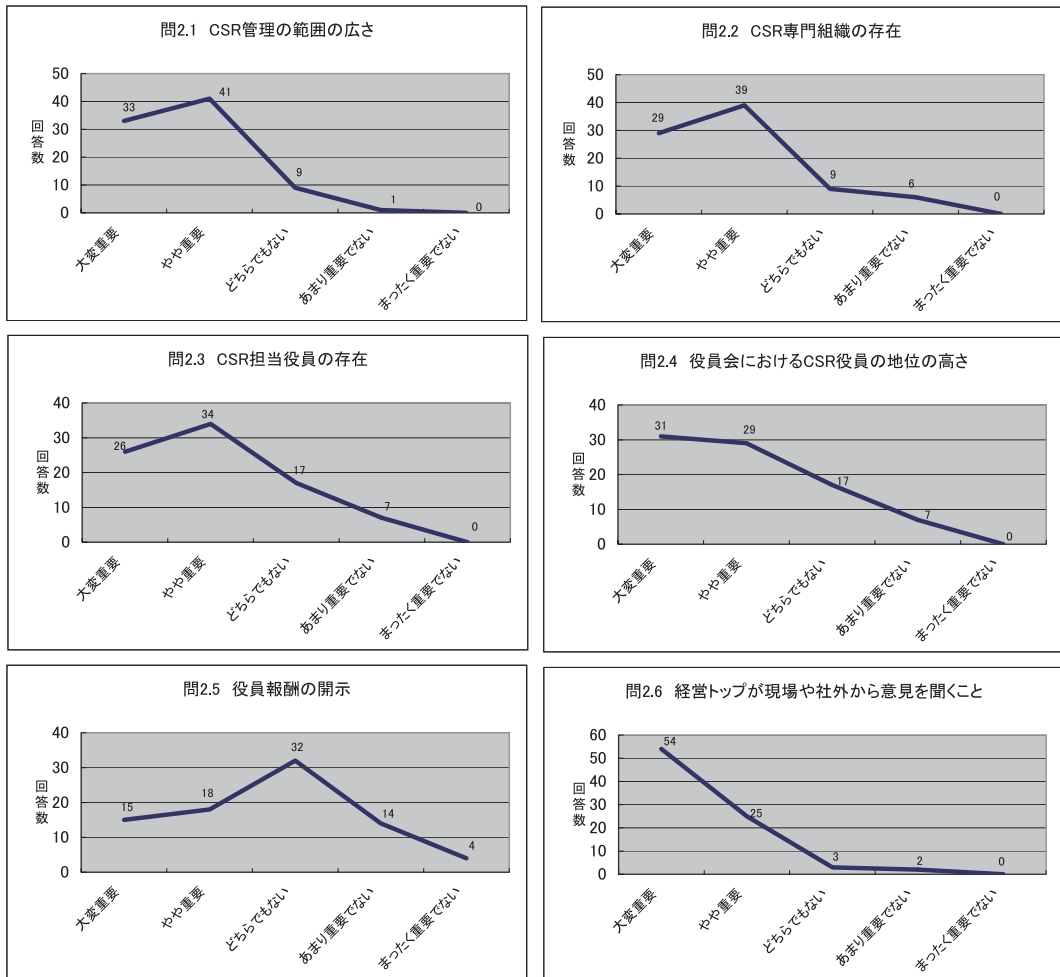 問2.1 CSR管理の範囲の広さ
回答数
50
40
30
20
10
0
33
41
9
1
0
大変重要
やや重要
どちらでもない
あまり重要でない
まったく重要でない
問2.2 CSR専門組織の存在
回答数
50
40
30
20
10
0
29
39
9
6
0
大変重要
やや重要
どちらでもない
あまり重要でない
まったく重要でない
問2.3 CSR担当役員の存在
回答数
40
30
20
10
0
26
34
17
7
0
大変重要
やや重要
どちらでもない
あまり重要でない
まったく重要でない
問2.4 役員会におけるCSR役員の地位の高さ
回答数
40
30
20
10
0
31
29
17
7
0
大変重要
やや重要
どちらでもない
あまり重要でない
まったく重要でない
問2.5 役員報酬の開示
回答数
40
30
20
10
0
15
18
32
14
4
大変重要
やや重要
どちらでもない
あまり重要でない
まったく重要でない
問2.6 経営トップが現場や社外から意見を聞くこと
回答数
60
50
40
30
20
10
0
54
25
3
2
0
大変重要
やや重要
どちらでもない
あまり重要でない
まったく重要でない